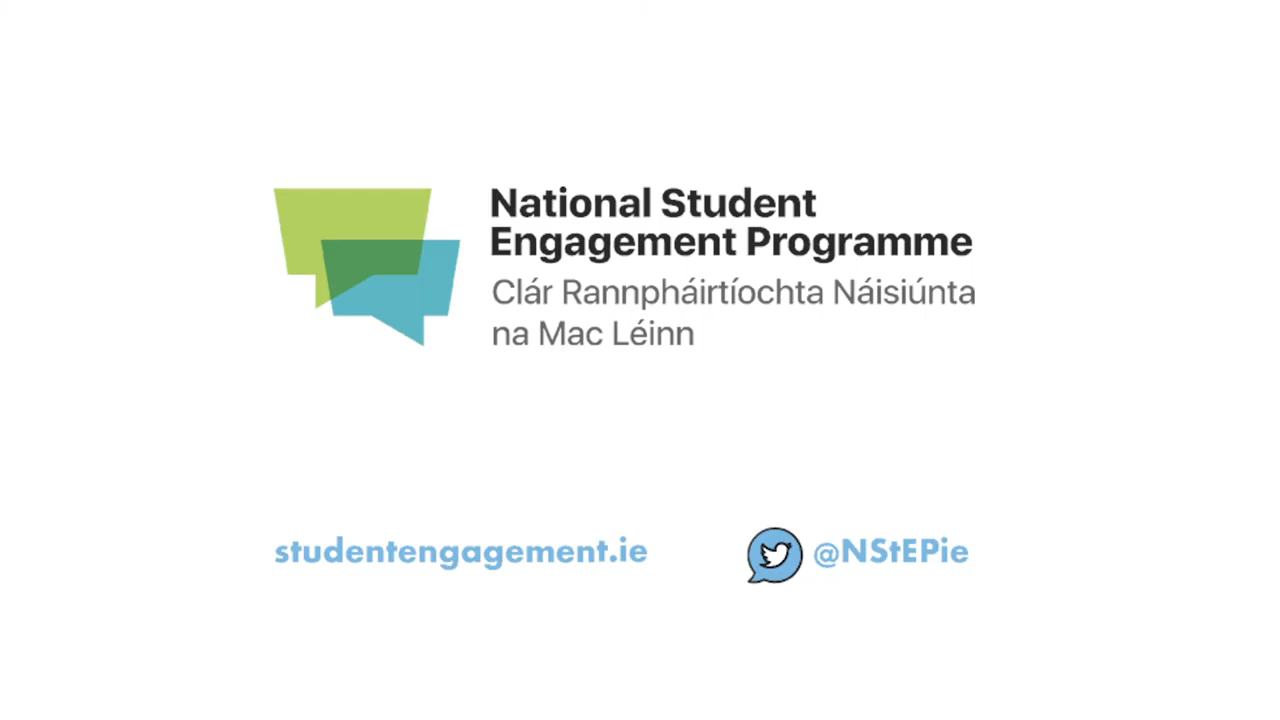 National Student
Engagement Programme
Clár Rannpháirtíochta Náisiúnta
na Mac Léinn
studentengagement.ie
@NStEPie